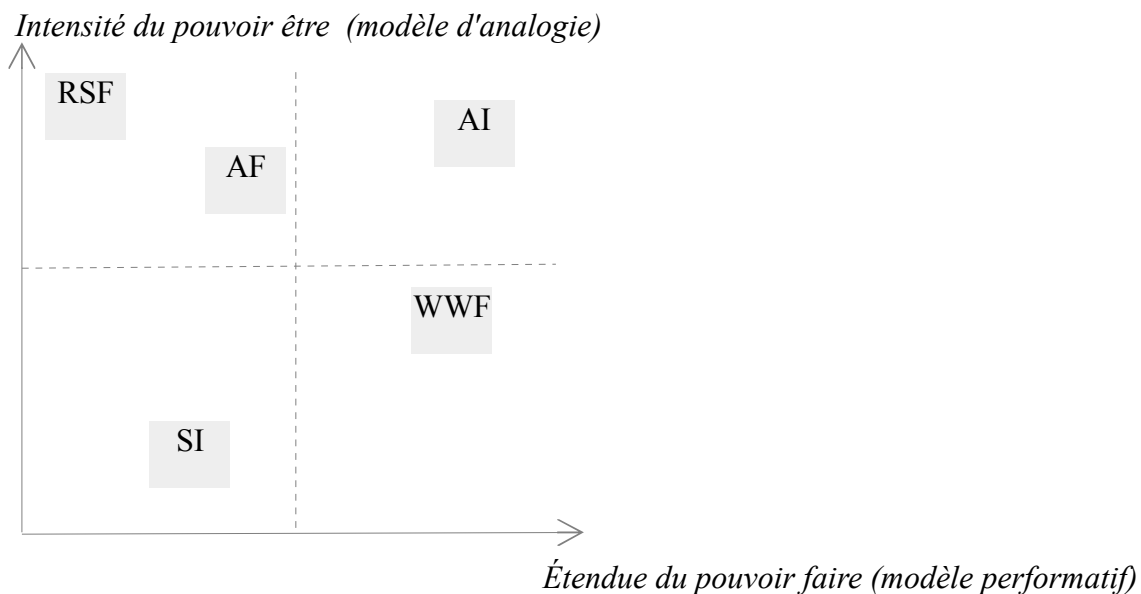 Intensité du pouvoir être (modèle d'analogie)
RSF
AI
AF
WWF
SI
Étendue du pouvoir faire (modèle performatif)